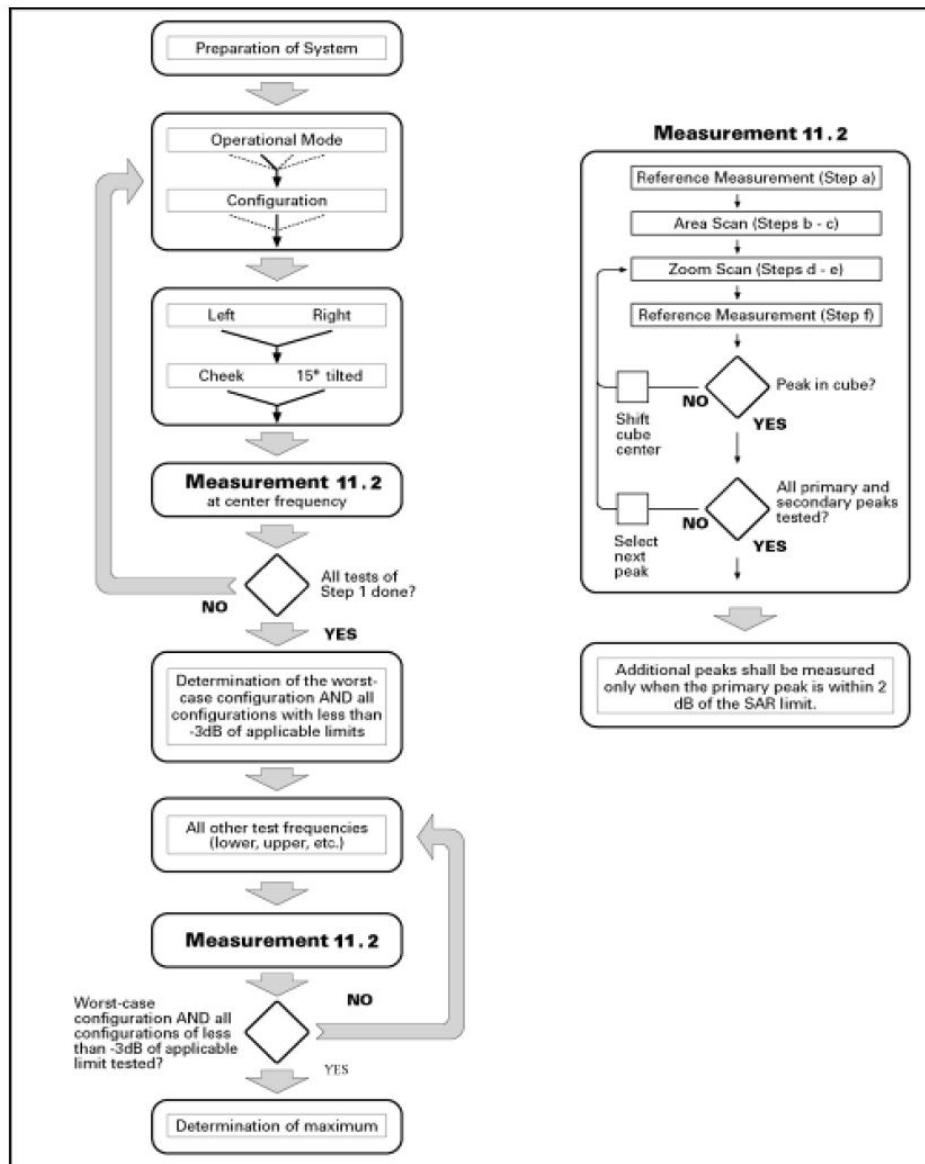 Preparation of System
Operational Mode
Configuration
Left Right
Cheek 15° tilted
Measurement 11.2
at center frequency
All tests of
Step 1 done?
NO
YES
Determination of the worst-
case configuration AND all
configurations with less than
-3dB of applicable limits
All other test frequencies
(lower, upper, etc.)
Measurement 11.2
NO
Worst-case
configuration AND all
configurations of less
than -3dB of applicable
limit tested?
YES
Determination of maximum
Measurement 11.2
Reference Measurement (Step a)
Area Scan (Steps b - c)
Zoom Scan (Steps d - e)
Reference Measurement (Step f)
Peak in cube?
NO
Shift
cube
center
YES
All primary and
secondary peaks
tested?
NO
Select
next
peak
YES
Additional peaks shall be measured
only when the primary peak is within 2
dB of the SAR limit.